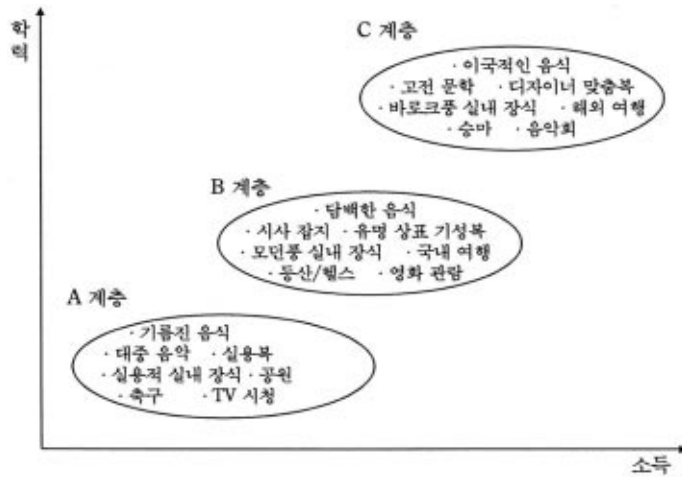 학
력
C 계층
· 이국적인 음식
· 고전 문학 · 디자이너 맞춤복
· 바로크풍 실내 장식 · 해외 여행
· 승마 · 음악회
B 계층
· 담백한 음식
· 시사 잡지 · 유명 상표 기성복
· 모던풍 실내 장식 · 국내 여행
· 등산/헬스 · 영화 관람
A 계층
· 기름진 음식
· 대중 음악 · 실용복
· 실용적 실내 장식 · 공원
· 축구 · TV 시청
소득